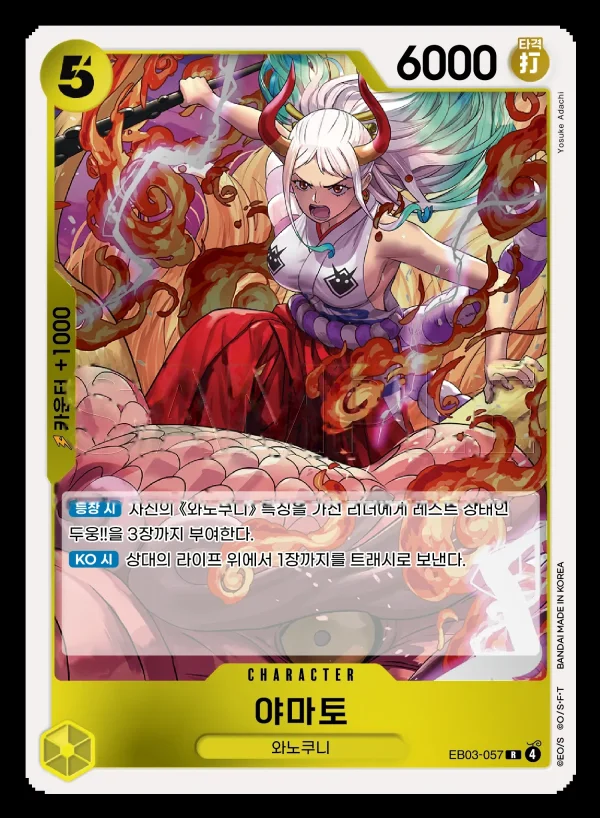 5
6000
타격
打
Yosuke Adachi
카운터 +1000
등장 시 자신의 《와노쿠니》 특징을 가진 리더에게 레스트 상태인
두웅!!을 3장까지 부여한다.
KO 시 상대의 라이프 위에서 1장까지를 트래시로 보낸다.
CHARACTER
야마토
와노쿠니
EB03-057 R 4
©E.O/S ©O/S·F·T BANDAI MADE IN KOREA